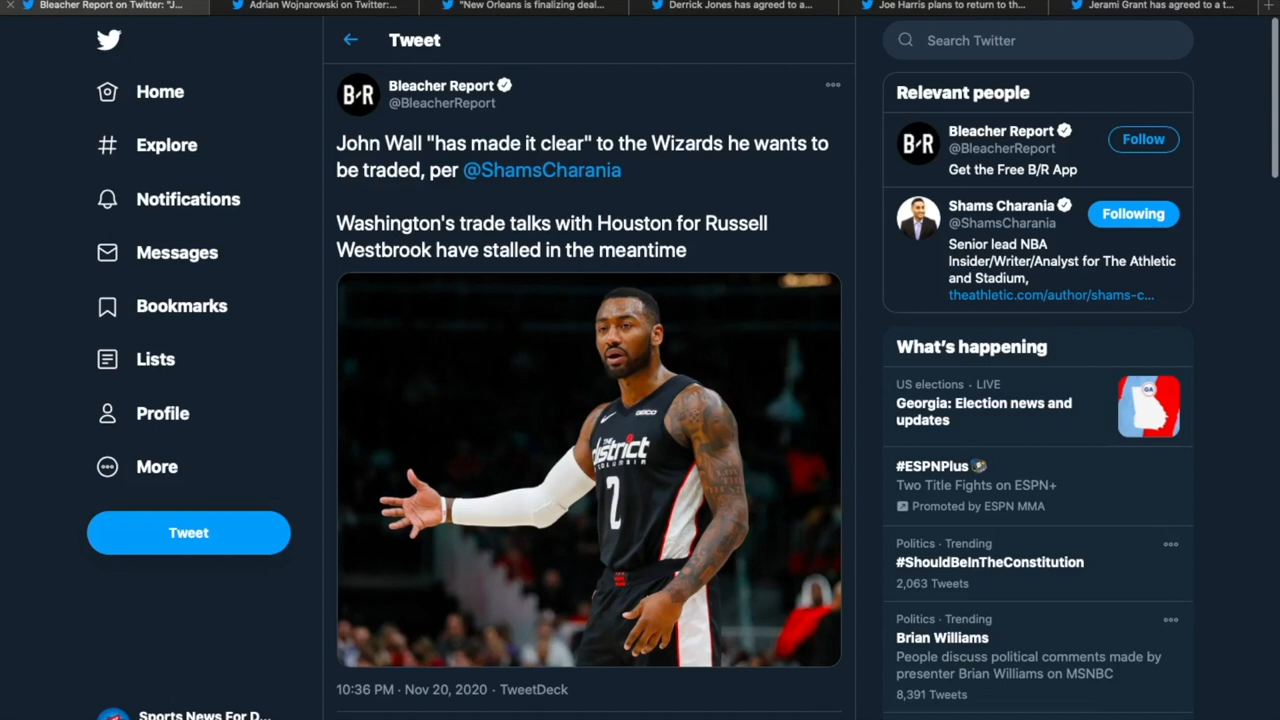 Bleacher Report on Twitter: "J...
Adrian Wojnarowski on Twitter:...
"New Orleans is finalizing deal...
Derrick Jones has agreed to a...
Joe Harris plans to return to th...
Jerami Grant has agreed to a t...
Home
Explore
Notifications
Messages
Bookmarks
Lists
Profile
More
Tweet
Sports News For D...
Tweet
B/R
Bleacher Report
@BleacherReport
John Wall "has made it clear" to the Wizards he wants to
be traded, per @ShamsCharania
Washington's trade talks with Houston for Russell
Westbrook have stalled in the meantime
GEICO
THE
district
COLUMBIA
2
10:36 PM · Nov 20, 2020 · TweetDeck
Search Twitter
Relevant people
B/R
Bleacher Report
@BleacherReport
Follow
Get the Free B/R App
Shams Charania
@ShamsCharania
Following
Senior lead NBA
Insider/Writer/Analyst for The Athletic
and Stadium,
theathletic.com/author/shams-c...
What's happening
US elections · LIVE
Georgia: Election news and
updates
GA
#ESPNPlus
Two Title Fights on ESPN+
Promoted by ESPN MMA
Politics · Trending
#ShouldBeInTheConstitution
2,063 Tweets
Politics · Trending
Brian Williams
People discuss political comments made by
presenter Brian Williams on MSNBC
8,391 Tweets